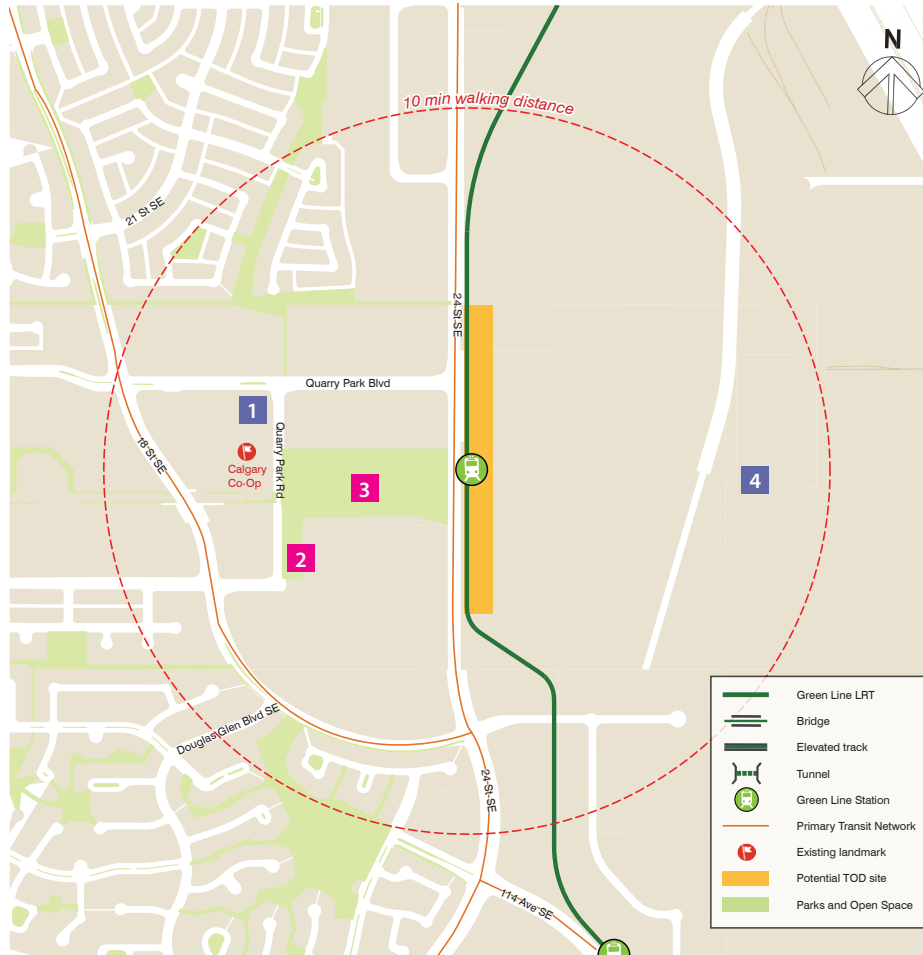 N
10 min walking distance
21 St SE
24 St SE
Quarry Park Blvd
1
Quarry Park Rd
18 St SE
Calgary
Co-Op
3
4
2
Douglas Glen Blvd SE
24 St SE
114 Ave SE
Green Line LRT
Bridge
Elevated track
Tunnel
Green Line Station
Primary Transit Network
Existing landmark
Potential TOD site
Parks and Open Space